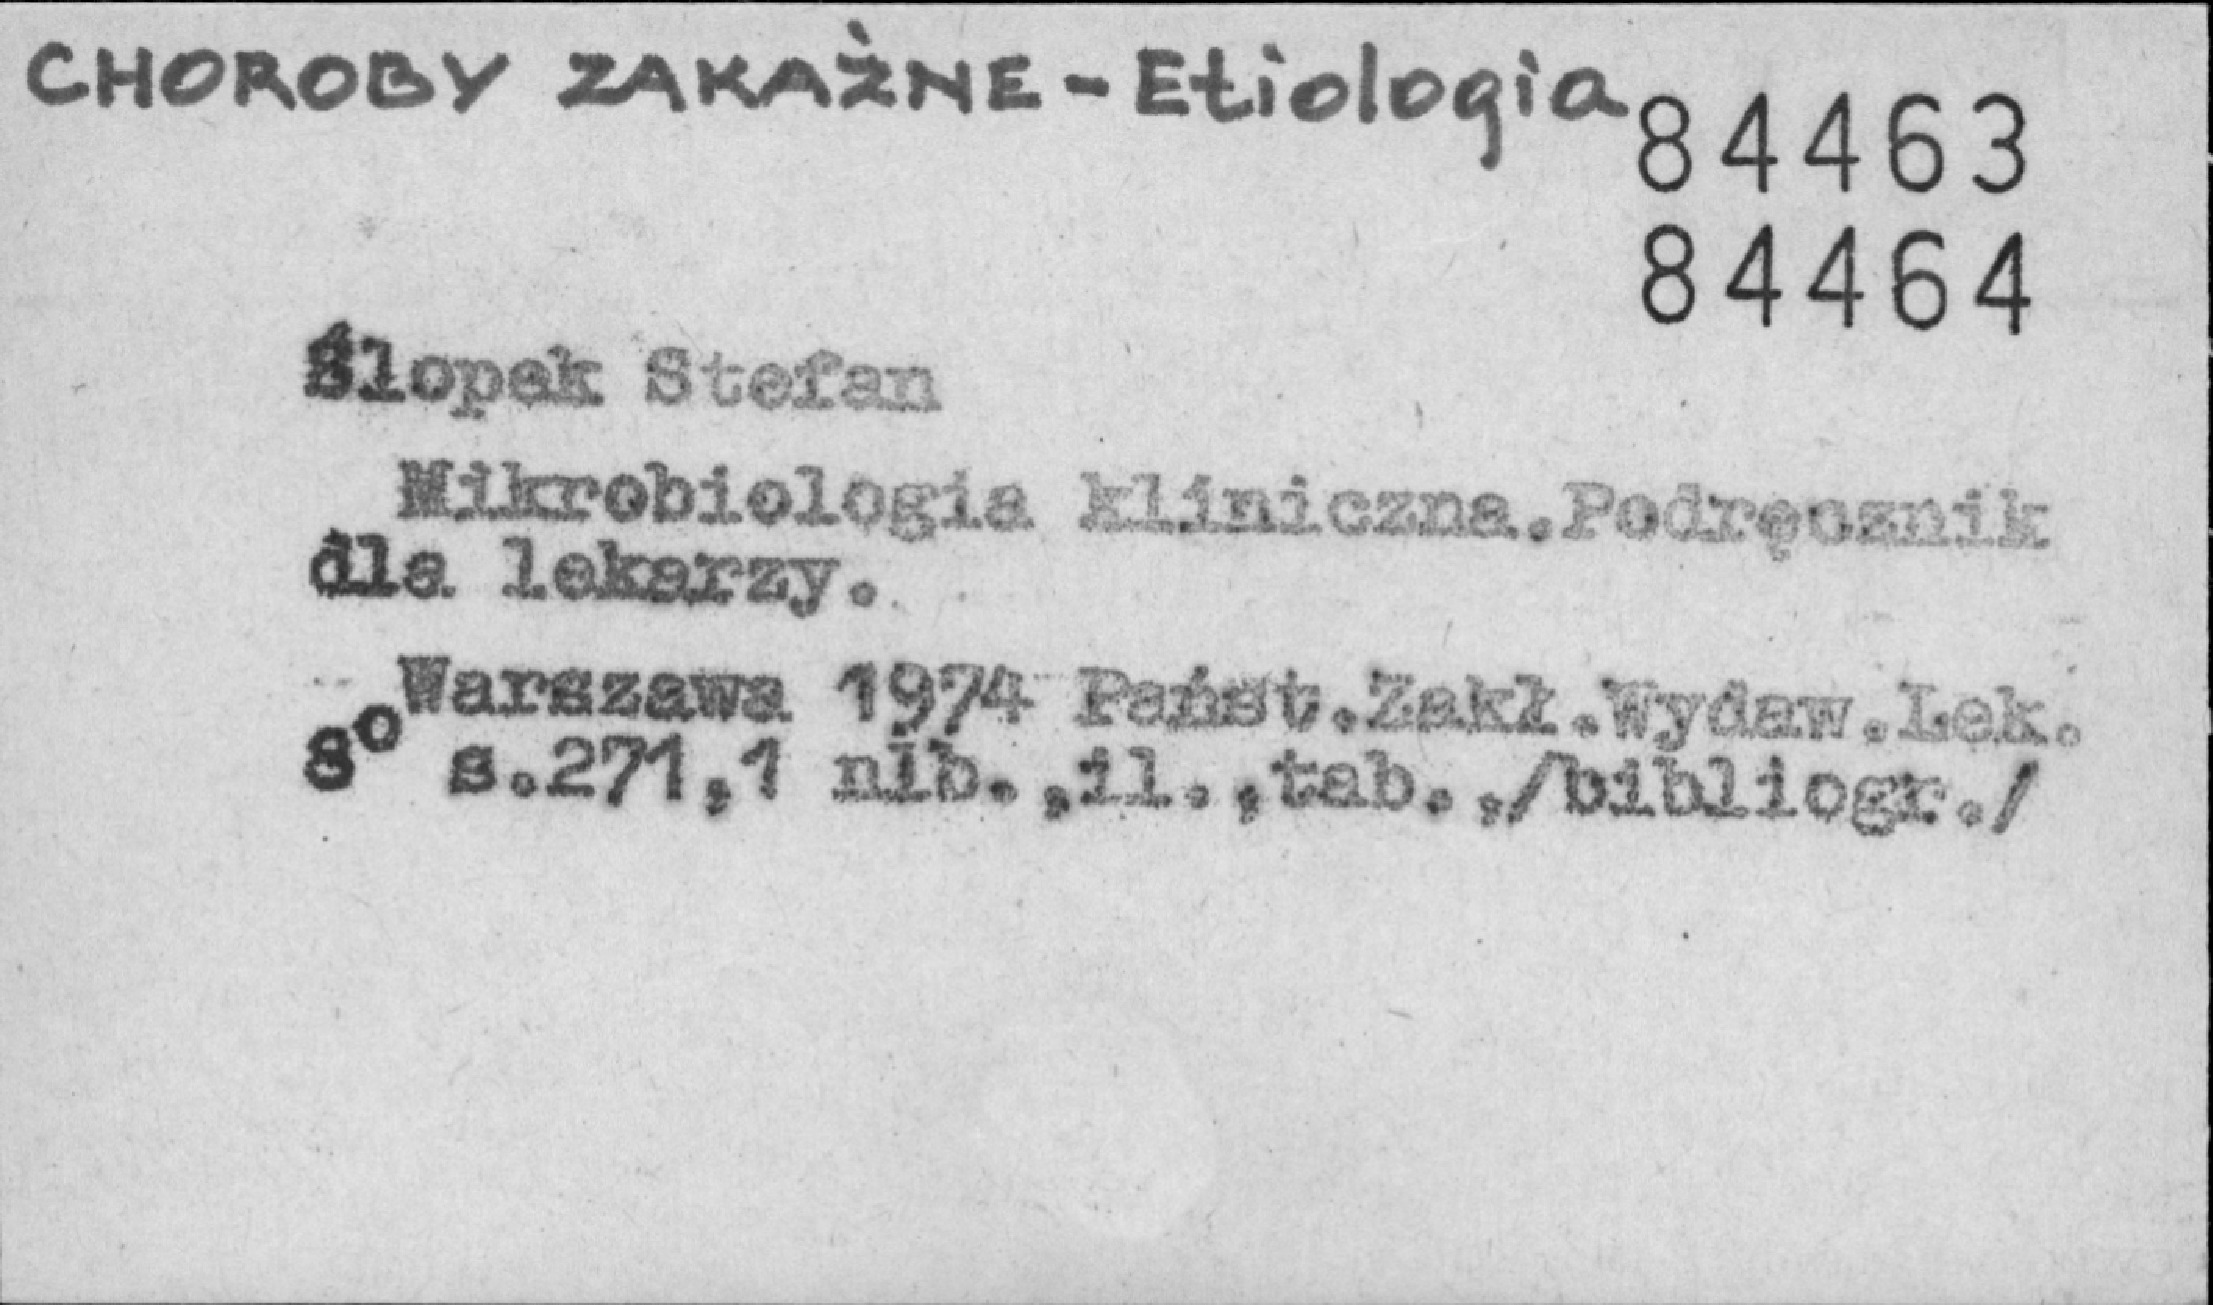 CHOROBY ZAKAŹNE - Etiologia
84463
84464
Ślopek Stefan
Mikrobiologia kliniczna.Podręcznik
dla lekarzy.
Warszawa 1974 Państ.Zakł.Wydaw.Lek.
8° s.271,1 nlb.,il.,tab.,/bibliogr./